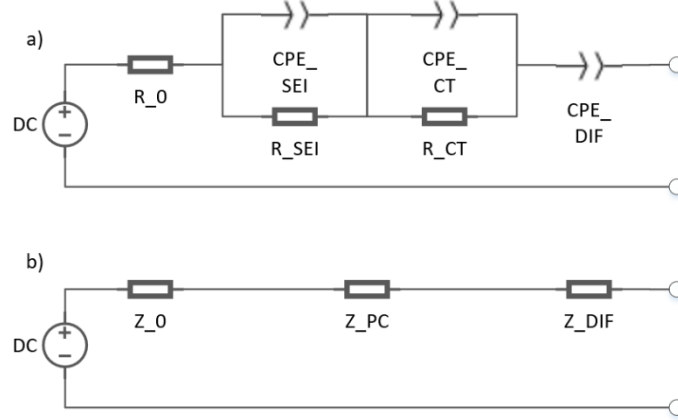 a)
CPE_
SEI
CPE_
CT
R_0
CPE_
DIF
DC
+
−
R_SEI
R_CT
b)
Z_0
Z_PC
Z_DIF
DC
+
−